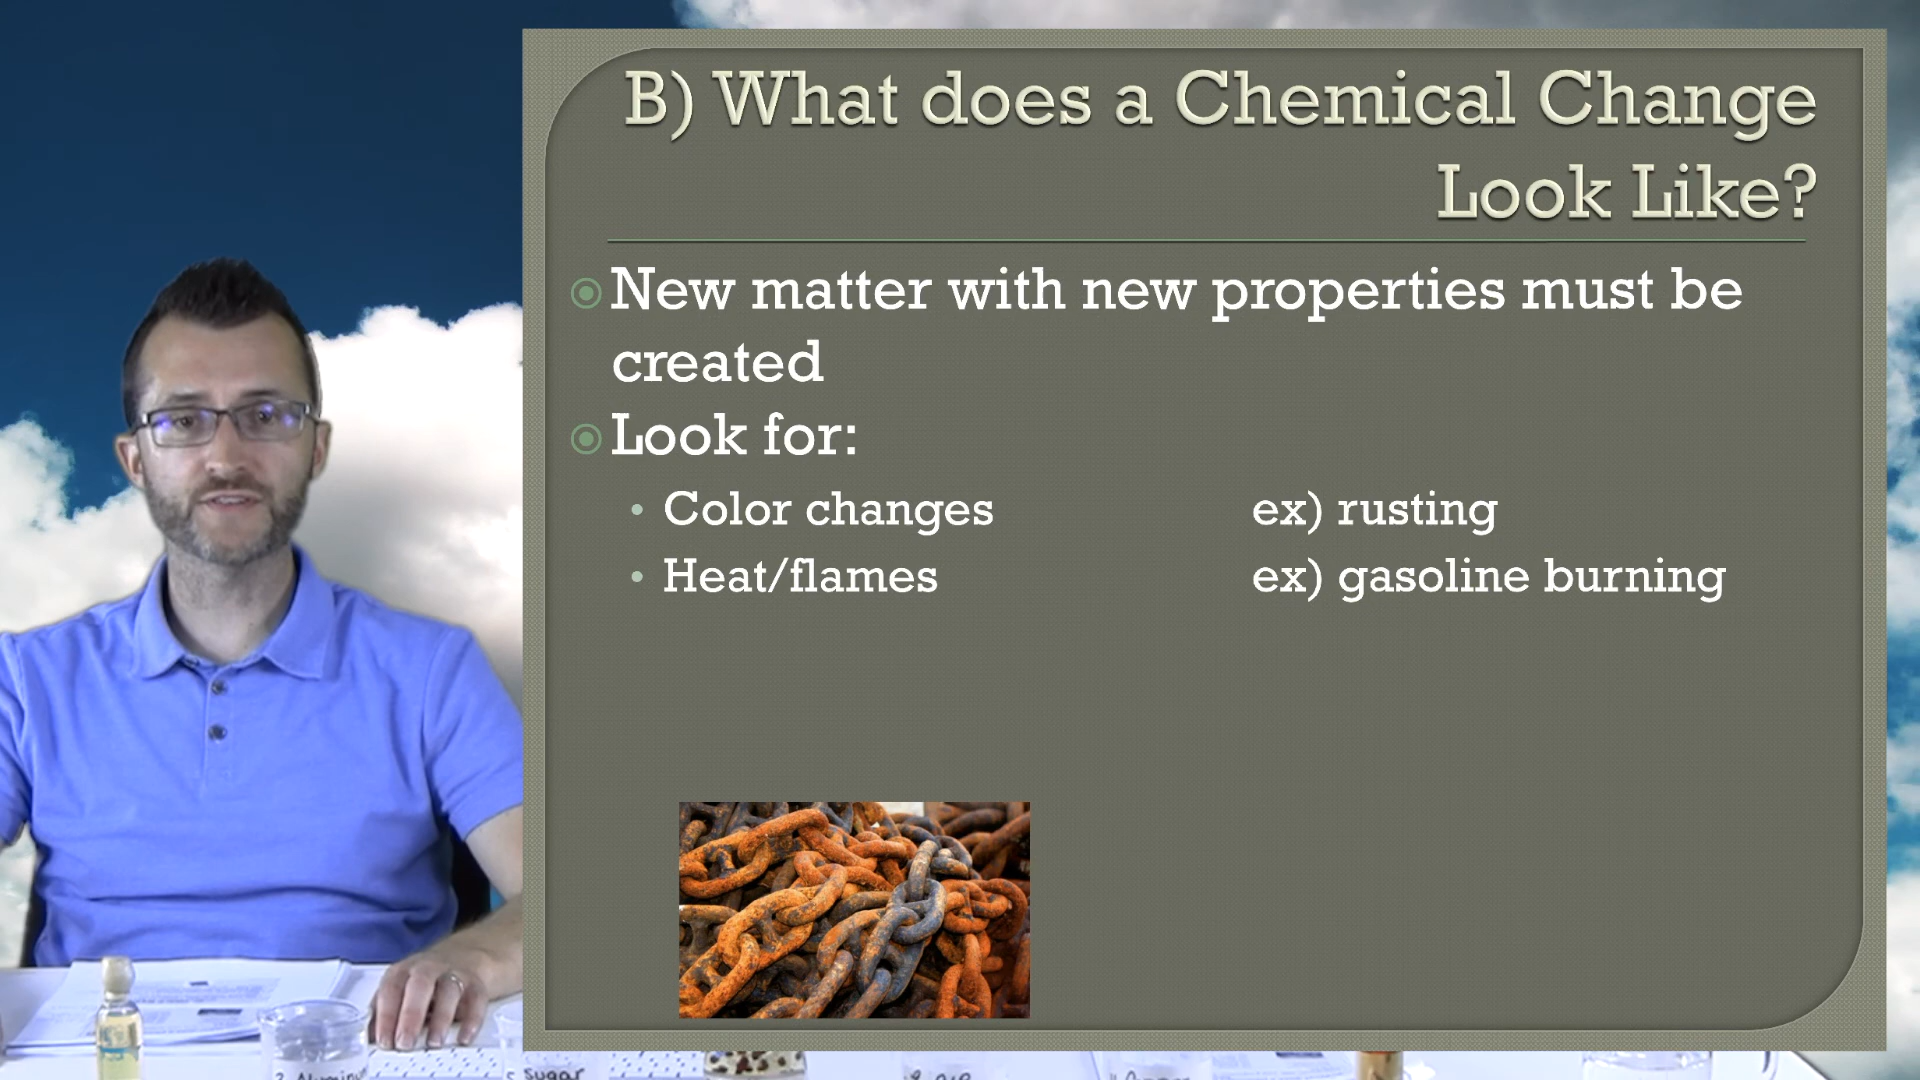 B) What does a Chemical Change
Look Like?
New matter with new properties must be
created
Look for:
Color changes ex) rusting
Heat/flames ex) gasoline burning
Sugar